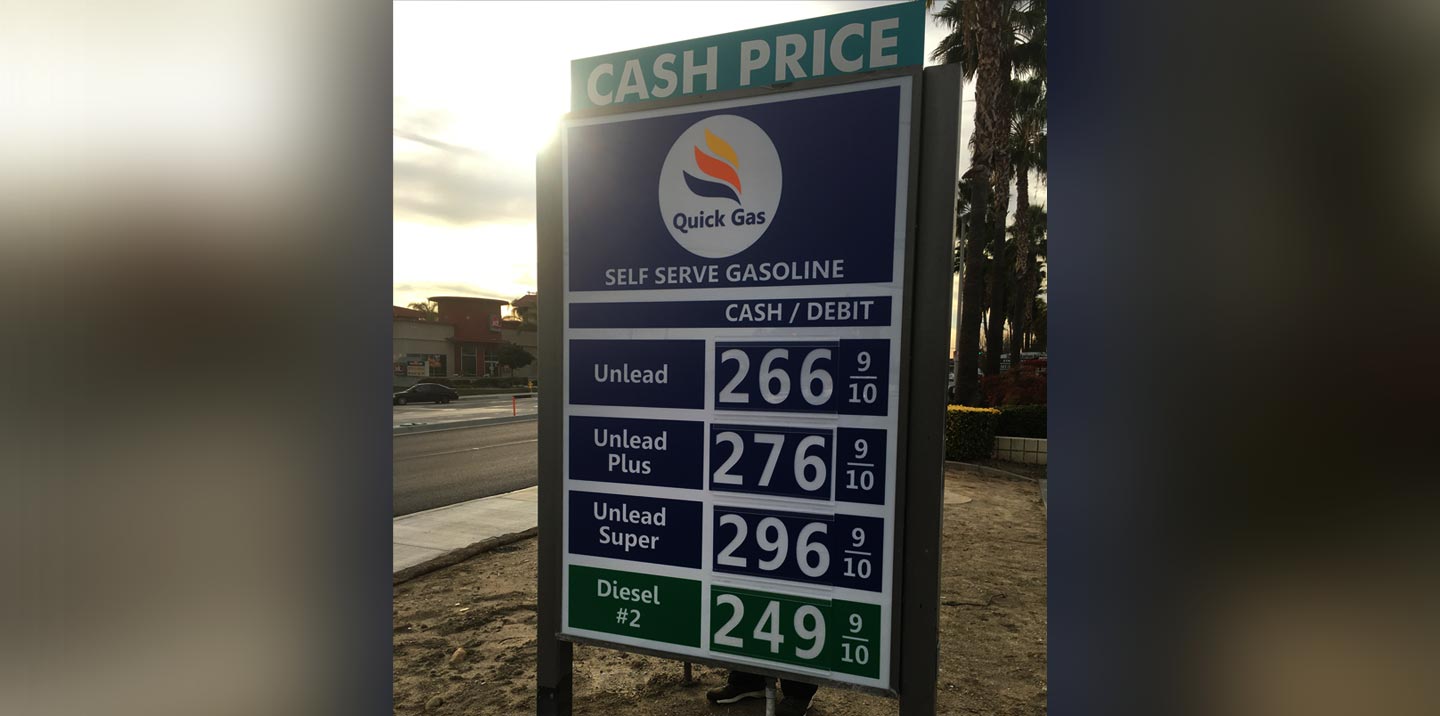 CASH PRICE
Quick Gas
SELF SERVE GASOLINE
CASH / DEBIT
Unlead 266 9/10
Unlead
Plus
276 9/10
Unlead
Super
296 9/10
Diesel
#2
249 9/10